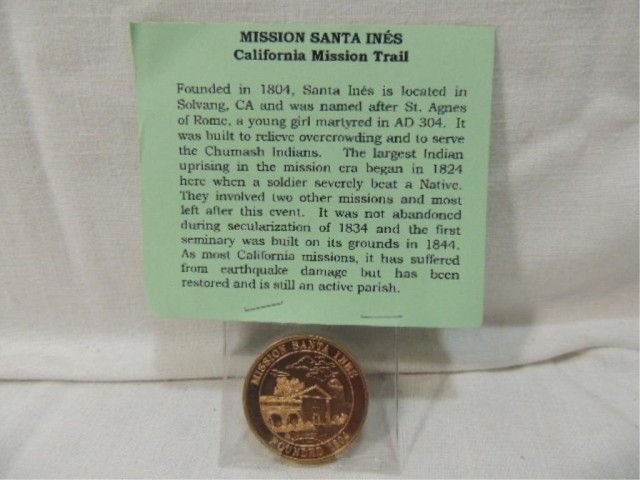 MISSION SANTA INÉS
California Mission Trail
Founded in 1804, Santa Inés is located in
Solvang, CA and was named after St. Agnes
of Rome, a young girl martyred in AD 304. It
was built to relieve overcrowding and to serve
the Chumash Indians. The largest Indian
uprising in the mission era began in 1824
here when a soldier severely beat a Native.
They involved two other missions and most
left after this event. It was not abandoned
during secularization of 1834 and the first
seminary was built on its grounds in 1844.
As most California missions, it has suffered
from earthquake damage but has been
restored and is still an active parish.
MISSION SANTA INÉS
FOUNDED 1804